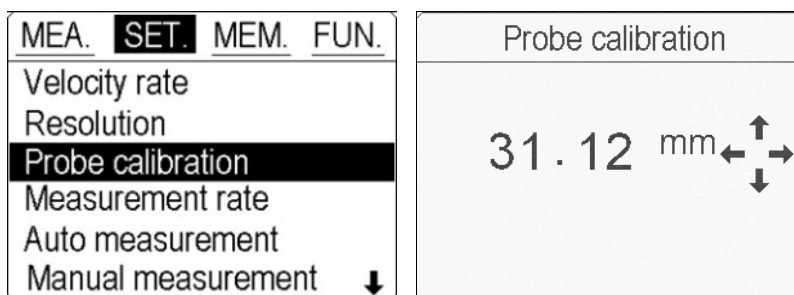 MEA. SET. MEM. FUN.
Velocity rate
Resolution
Probe calibration
Measurement rate
Auto measurement
Manual measurement
Probe calibration
31.12 mm